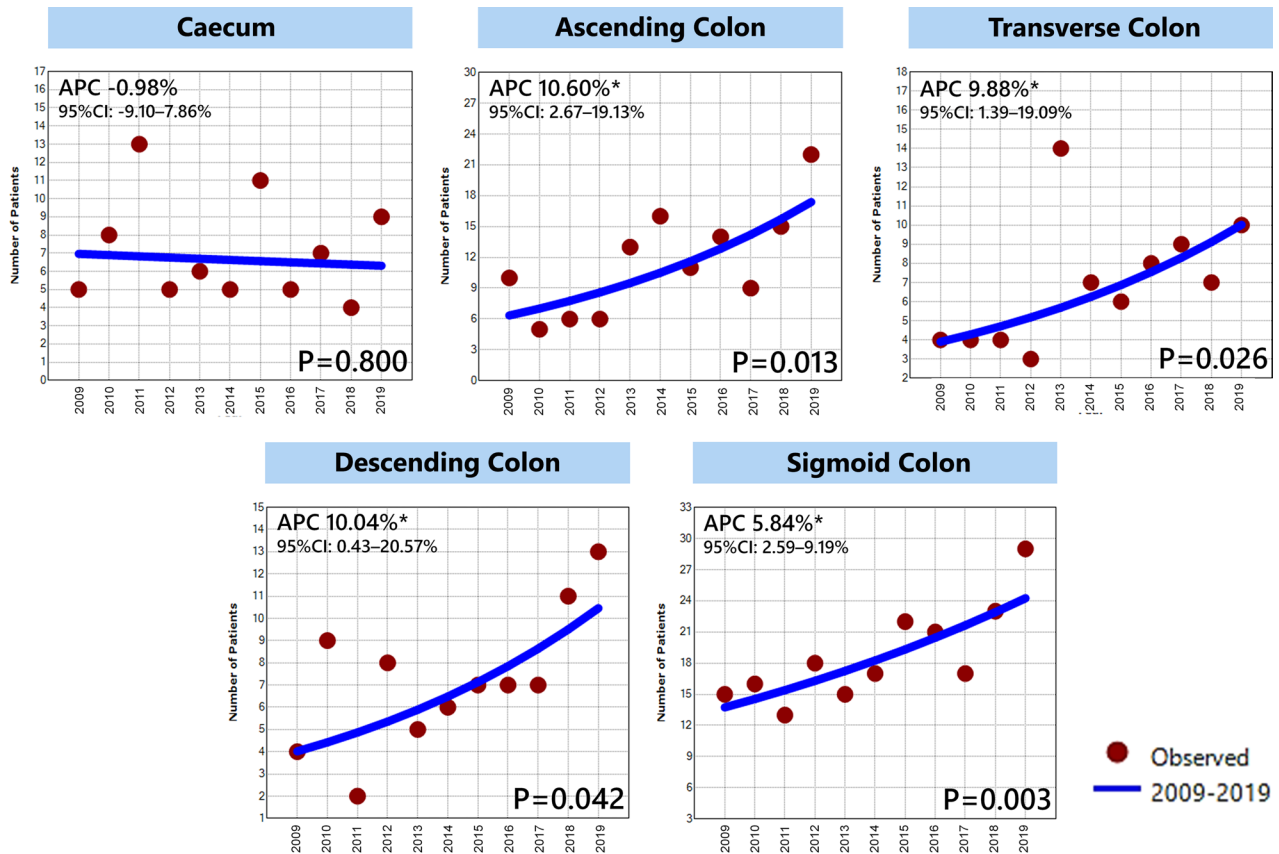 Caecum
APC -0.98%
95%CI: -9.10–7.86%
Number of Patients
17
16
15
14
13
12
11
10
9
8
7
6
5
4
3
2
1
0
P=0.800
2009 2010 2011 2012 2013 2014 2015 2016 2017 2018 2019
Ascending Colon
APC 10.60%*
95%CI: 2.67–19.13%
Number of Patients
30
27
24
21
18
15
12
9
6
3
0
P=0.013
2009 2010 2011 2012 2013 2014 2015 2016 2017 2018 2019
Transverse Colon
APC 9.88%*
95%CI: 1.39–19.09%
Number of Patients
18
17
16
15
14
13
12
11
10
9
8
7
6
5
4
3
2
P=0.026
2009 2010 2011 2012 2013 2014 2015 2016 2017 2018 2019
Descending Colon
APC 10.04%*
95%CI: 0.43–20.57%
Number of Patients
15
14
13
12
11
10
9
8
7
6
5
4
3
2
1
P=0.042
2009 2010 2011 2012 2013 2014 2015 2016 2017 2018 2019
Sigmoid Colon
APC 5.84%*
95%CI: 2.59–9.19%
Number of Patients
33
30
27
24
21
18
15
12
9
6
3
P=0.003
2009 2010 2011 2012 2013 2014 2015 2016 2017 2018 2019
Observed
2009-2019